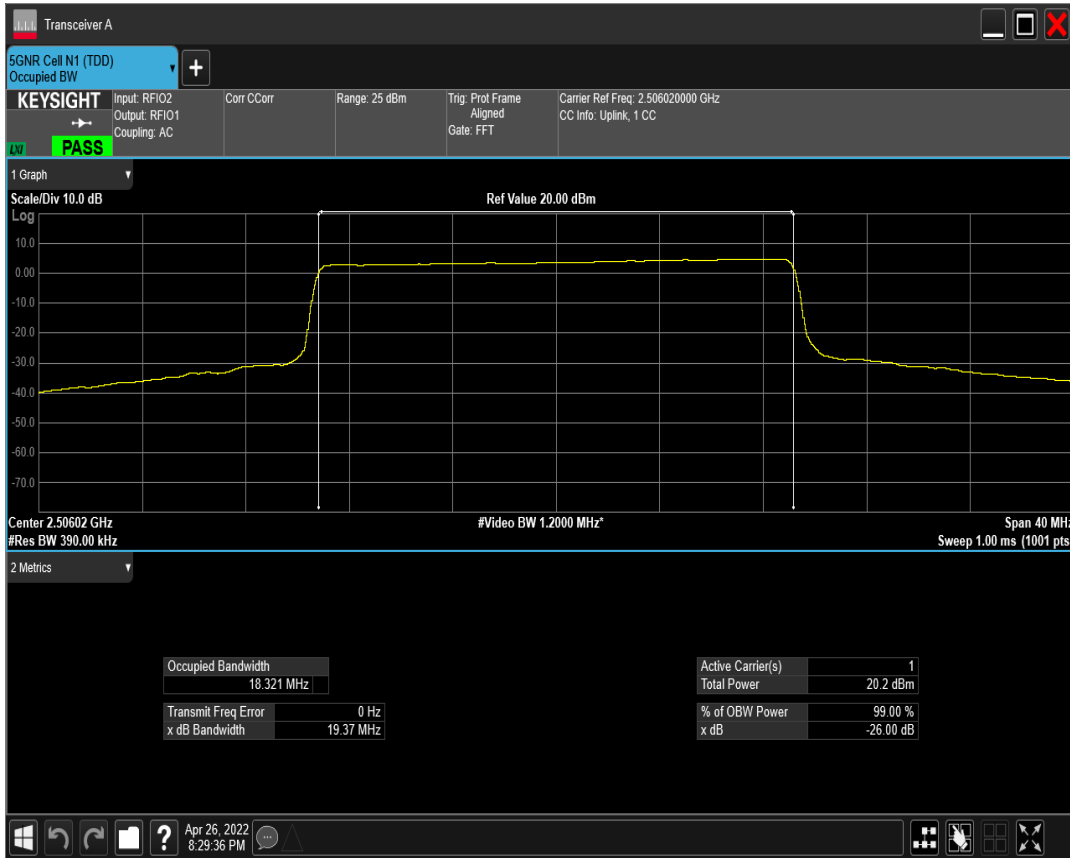 Transceiver A
5GNR Cell N1 (TDD)
Occupied BW
+
KEYSIGHT
LXI
PASS
Input: RFIO2
Output: RFIO1
Coupling: AC
Corr CCorr
Range: 25 dBm
Trig: Prot Frame
Aligned
Gate: FFT
Carrier Ref Freq: 2.506020000 GHz
CC Info: Uplink, 1 CC
1 Graph
Scale/Div 10.0 dB
Ref Value 20.00 dBm
Log
10.0
0.00
-10.0
-20.0
-30.0
-40.0
-50.0
-60.0
-70.0
Center 2.50602 GHz
#Video BW 1.2000 MHz*
Span 40 MHz
#Res BW 390.00 kHz
Sweep 1.00 ms (1001 pts
2 Metrics
Occupied Bandwidth
18.321 MHz
Transmit Freq Error 0 Hz
x dB Bandwidth 19.37 MHz
Active Carrier(s) 1
Total Power 20.2 dBm
% of OBW Power 99.00 %
x dB -26.00 dB
?
Apr 26, 2022
8:29:36 PM